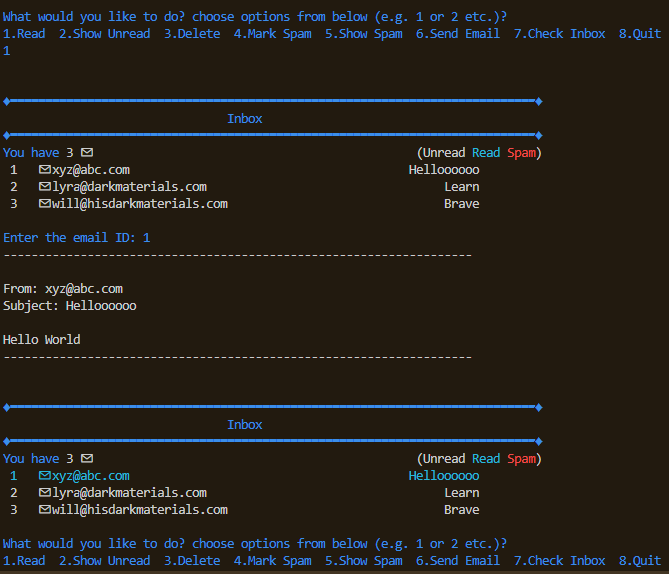 What would you like to do? choose options from below (e.g. 1 or 2 etc.)?
1.Read 2.Show Unread 3.Delete 4.Mark Spam 5.Show Spam 6.Send Email 7.Check Inbox 8.Quit
1
Inbox
You have 3 ✉ (Unread Read Spam)
1 ✉xyz@abc.com Helloooooo
2 ✉lyra@darkmaterials.com Learn
3 ✉will@hisdarkmaterials.com Brave
Enter the email ID: 1
------------------------------------------------------------
From: xyz@abc.com
Subject: Helloooooo
Hello World
------------------------------------------------------------
Inbox
You have 3 ✉ (Unread Read Spam)
1 ✉xyz@abc.com Helloooooo
2 ✉lyra@darkmaterials.com Learn
3 ✉will@hisdarkmaterials.com Brave
What would you like to do? choose options from below (e.g. 1 or 2 etc.)?
1.Read 2.Show Unread 3.Delete 4.Mark Spam 5.Show Spam 6.Send Email 7.Check Inbox 8.Quit